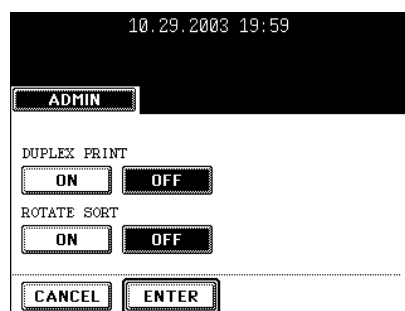 10.29.2003 19:59
ADMIN
DUPLEX PRINT
ON OFF
ROTATE SORT
ON OFF
CANCEL ENTER